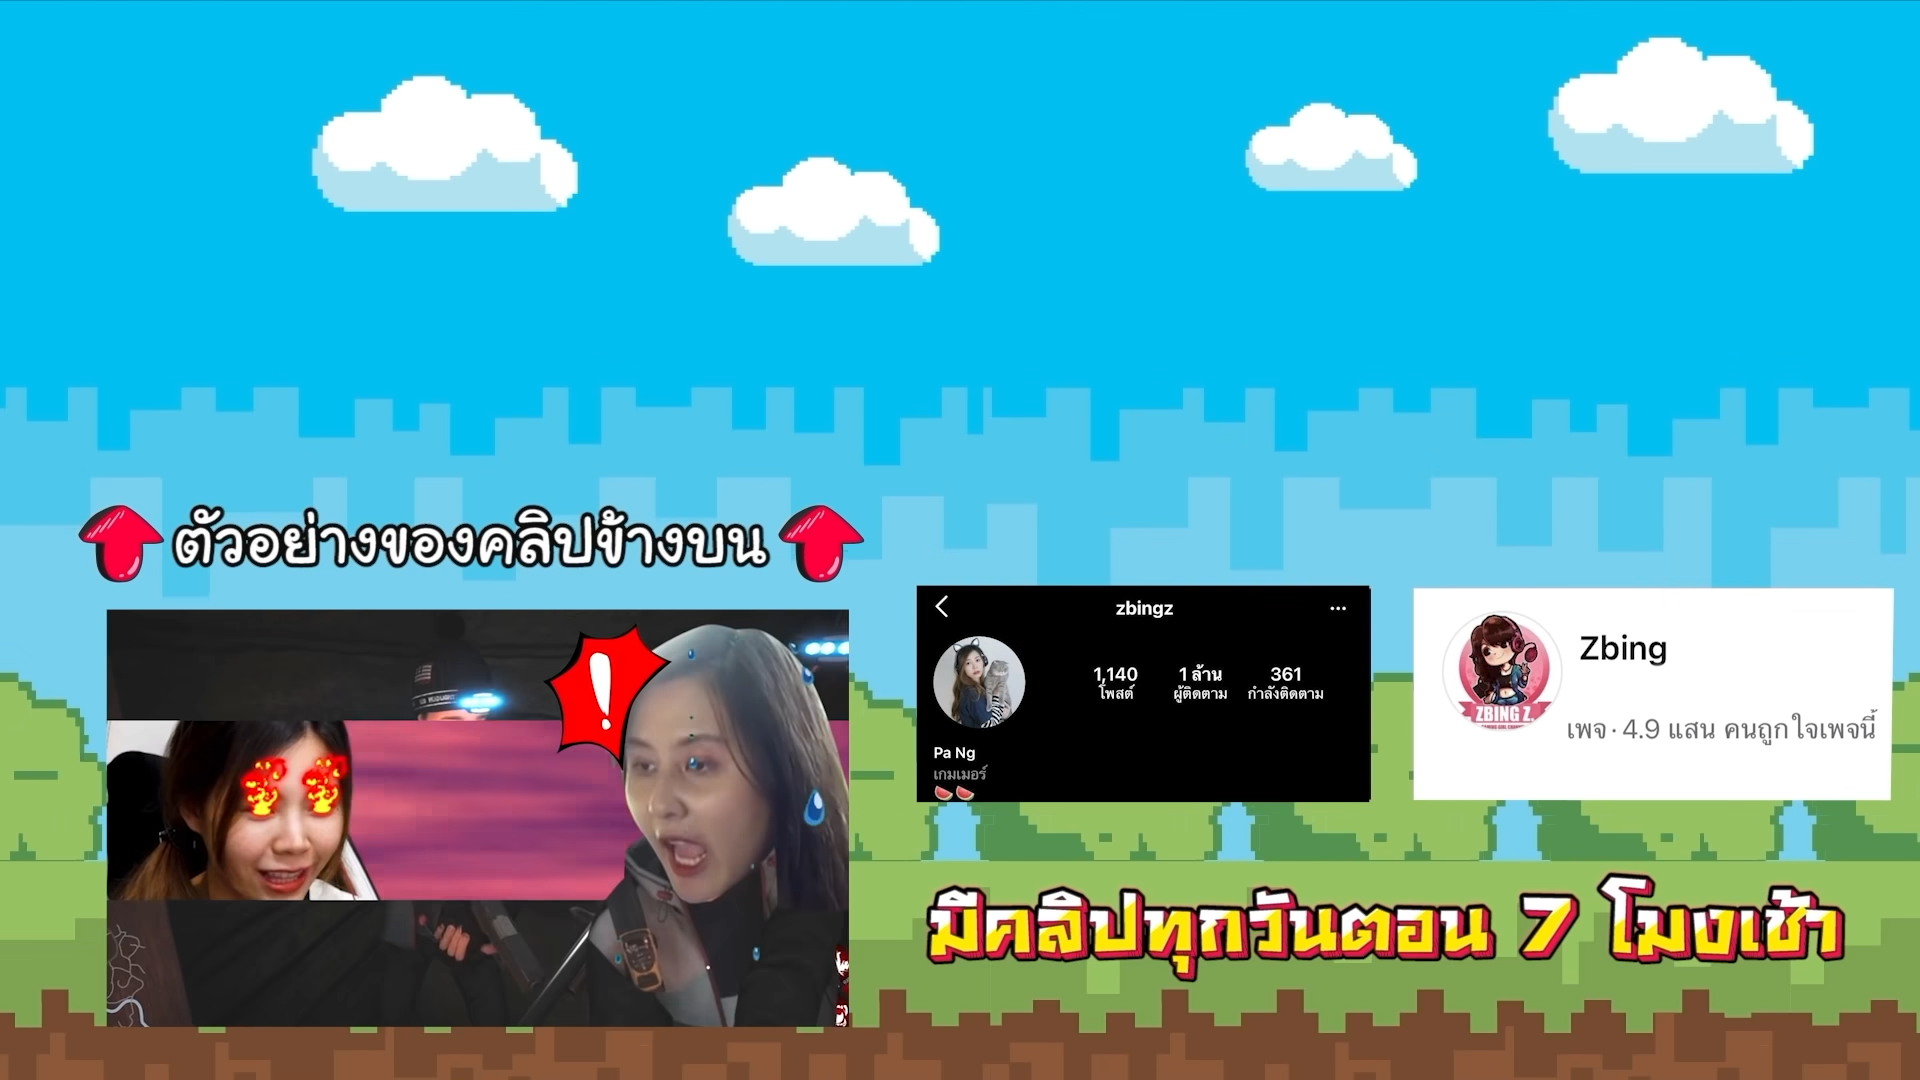 ตัวอย่างของคลิปข้างบน
zbingz
1,140 1 ล้าน 361
โพสต์ ผู้ติดตาม กำลังติดตาม
Pa Ng
เกมเมอร์
Zbing
ZBING Z.
เพจ · 4.9 แสน คนถูกใจเพจนี้
มีคลิปทุกวันตอน 7 โมงเช้า